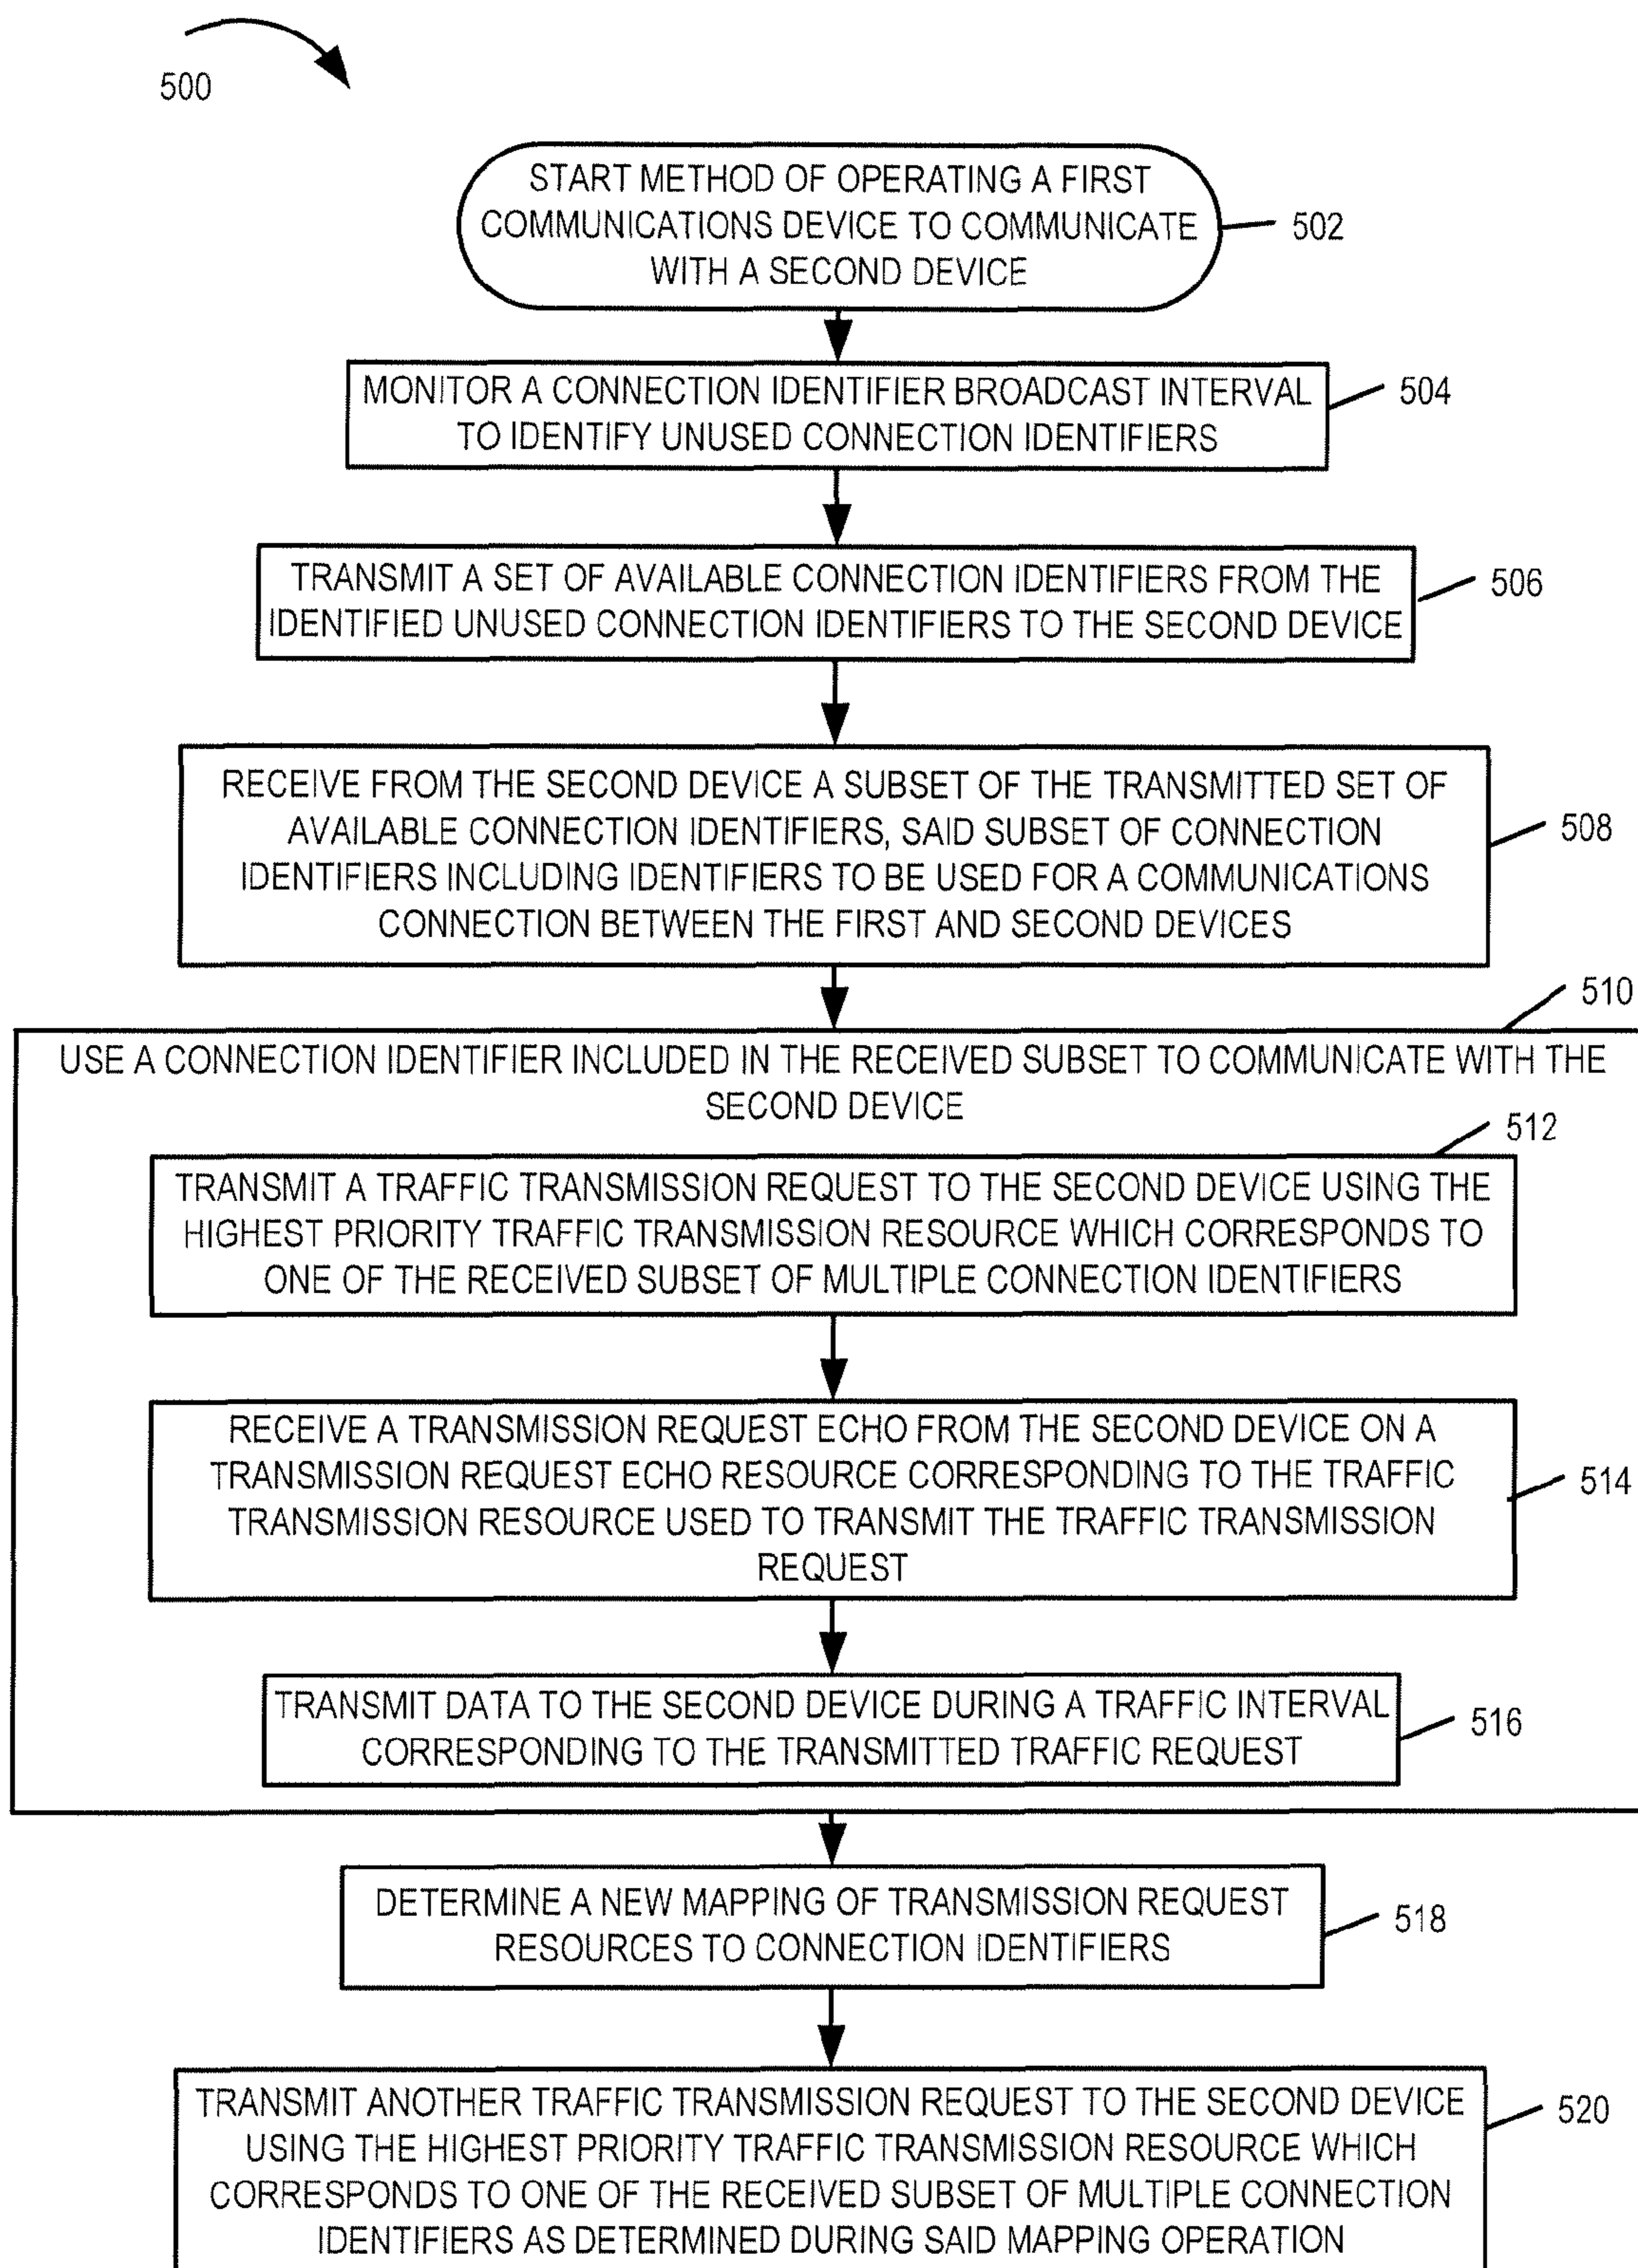 500
START METHOD OF OPERATING A FIRST
COMMUNICATIONS DEVICE TO COMMUNICATE
WITH A SECOND DEVICE
502
MONITOR A CONNECTION IDENTIFIER BROADCAST INTERVAL
TO IDENTIFY UNUSED CONNECTION IDENTIFIERS
504
TRANSMIT A SET OF AVAILABLE CONNECTION IDENTIFIERS FROM THE
IDENTIFIED UNUSED CONNECTION IDENTIFIERS TO THE SECOND DEVICE
506
RECEIVE FROM THE SECOND DEVICE A SUBSET OF THE TRANSMITTED SET OF
AVAILABLE CONNECTION IDENTIFIERS, SAID SUBSET OF CONNECTION
IDENTIFIERS INCLUDING IDENTIFIERS TO BE USED FOR A COMMUNICATIONS
CONNECTION BETWEEN THE FIRST AND SECOND DEVICES
508
510
USE A CONNECTION IDENTIFIER INCLUDED IN THE RECEIVED SUBSET TO COMMUNICATE WITH THE
SECOND DEVICE
512
TRANSMIT A TRAFFIC TRANSMISSION REQUEST TO THE SECOND DEVICE USING THE
HIGHEST PRIORITY TRAFFIC TRANSMISSION RESOURCE WHICH CORRESPONDS TO
ONE OF THE RECEIVED SUBSET OF MULTIPLE CONNECTION IDENTIFIERS
RECEIVE A TRANSMISSION REQUEST ECHO FROM THE SECOND DEVICE ON A
TRANSMISSION REQUEST ECHO RESOURCE CORRESPONDING TO THE TRAFFIC
TRANSMISSION RESOURCE USED TO TRANSMIT THE TRAFFIC TRANSMISSION
REQUEST
514
TRANSMIT DATA TO THE SECOND DEVICE DURING A TRAFFIC INTERVAL
CORRESPONDING TO THE TRANSMITTED TRAFFIC REQUEST
516
DETERMINE A NEW MAPPING OF TRANSMISSION REQUEST
RESOURCES TO CONNECTION IDENTIFIERS
518
TRANSMIT ANOTHER TRAFFIC TRANSMISSION REQUEST TO THE SECOND DEVICE
USING THE HIGHEST PRIORITY TRAFFIC TRANSMISSION RESOURCE WHICH
CORRESPONDS TO ONE OF THE RECEIVED SUBSET OF MULTIPLE CONNECTION
IDENTIFIERS AS DETERMINED DURING SAID MAPPING OPERATION
520